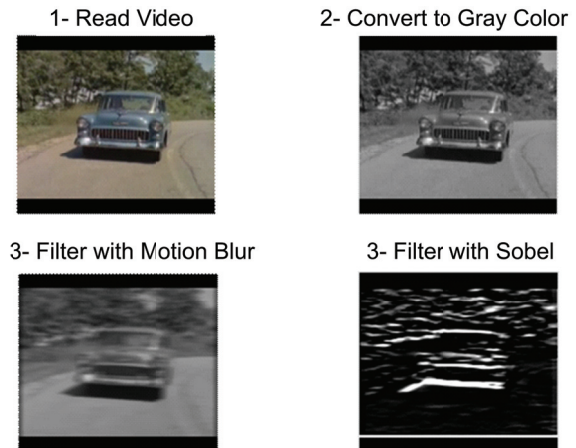 1- Read Video
2- Convert to Gray Color
3- Filter with Motion Blur
3- Filter with Sobel